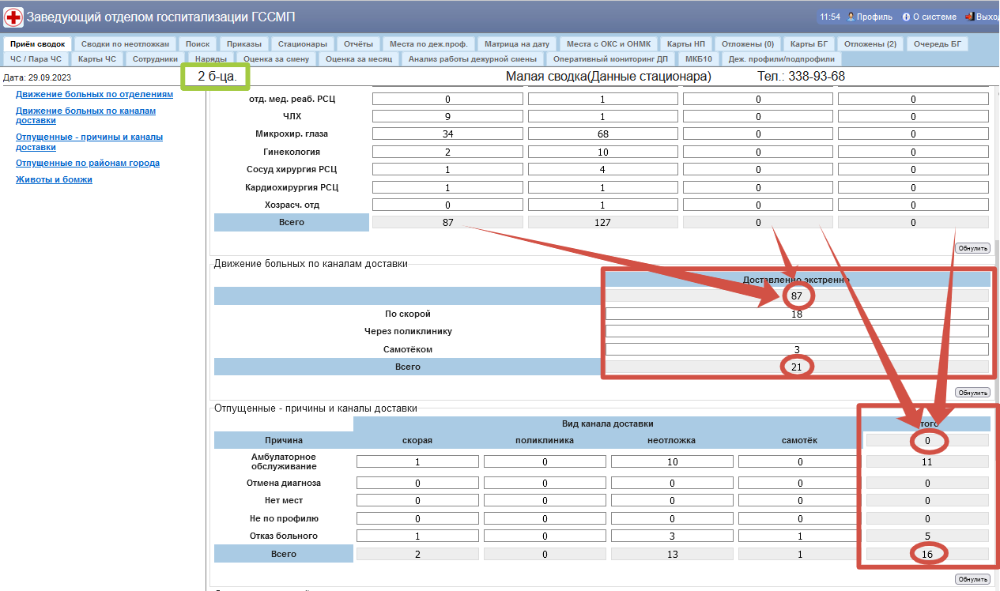 Заведующий отделом госпитализации ГССМП
11:54 Профиль О системе Выход
Приём сводок Сводки по неотложкам Поиск Приказы Стационары Отчёты Места по деж.проф. Матрица на дату Места с ОКС и ОНМК Карты НП Отложены (0) Карты БГ Отложены (2) Очередь БГ
ЧС / Пара ЧС Карты ЧС Сотрудники Наряды Оценка за смену Оценка за месяц Анализ работы дежурной смены Оперативный мониторинг ДП МКБ10 Деж. профили/подпрофили
Дата: 29.09.2023 2 б-ца. Малая сводка(Данные стационара) Тел.: 338-93-68
Движение больных по отделениям
Движение больных по каналам
доставки
Отпущенные - причины и каналы
доставки
Отпущенные по районам города
Животы и бомжи
отд. мед. реаб. РСЦ 0 1 0 0
ЧЛХ 9 1 0 0
Микрохир. глаза 34 68 0 0
Гинекология 2 10 0 0
Сосуд хирургия РСЦ 1 4 0 0
Кардиохирургия РСЦ 1 1 0 0
Хозрасч. отд 0 1 0 0
Всего 87 127 0 0
Обнулить
Движение больных по каналам доставки
Доставленно экстренно
87
По скорой 18
Через поликлинику
Самотёком 3
Всего 21
Обнулить
Отпущенные - причины и каналы доставки
Вид канала доставки Итого
Причина скорая поликлиника неотложка самотёк 0
Амбулаторное
обслуживание 1 0 10 0 11
Отмена диагноза 0 0 0 0 0
Нет мест 0 0 0 0 0
Не по профилю 0 0 0 0 0
Отказ больного 1 0 3 1 5
Всего 2 0 13 1 16
Обнулить